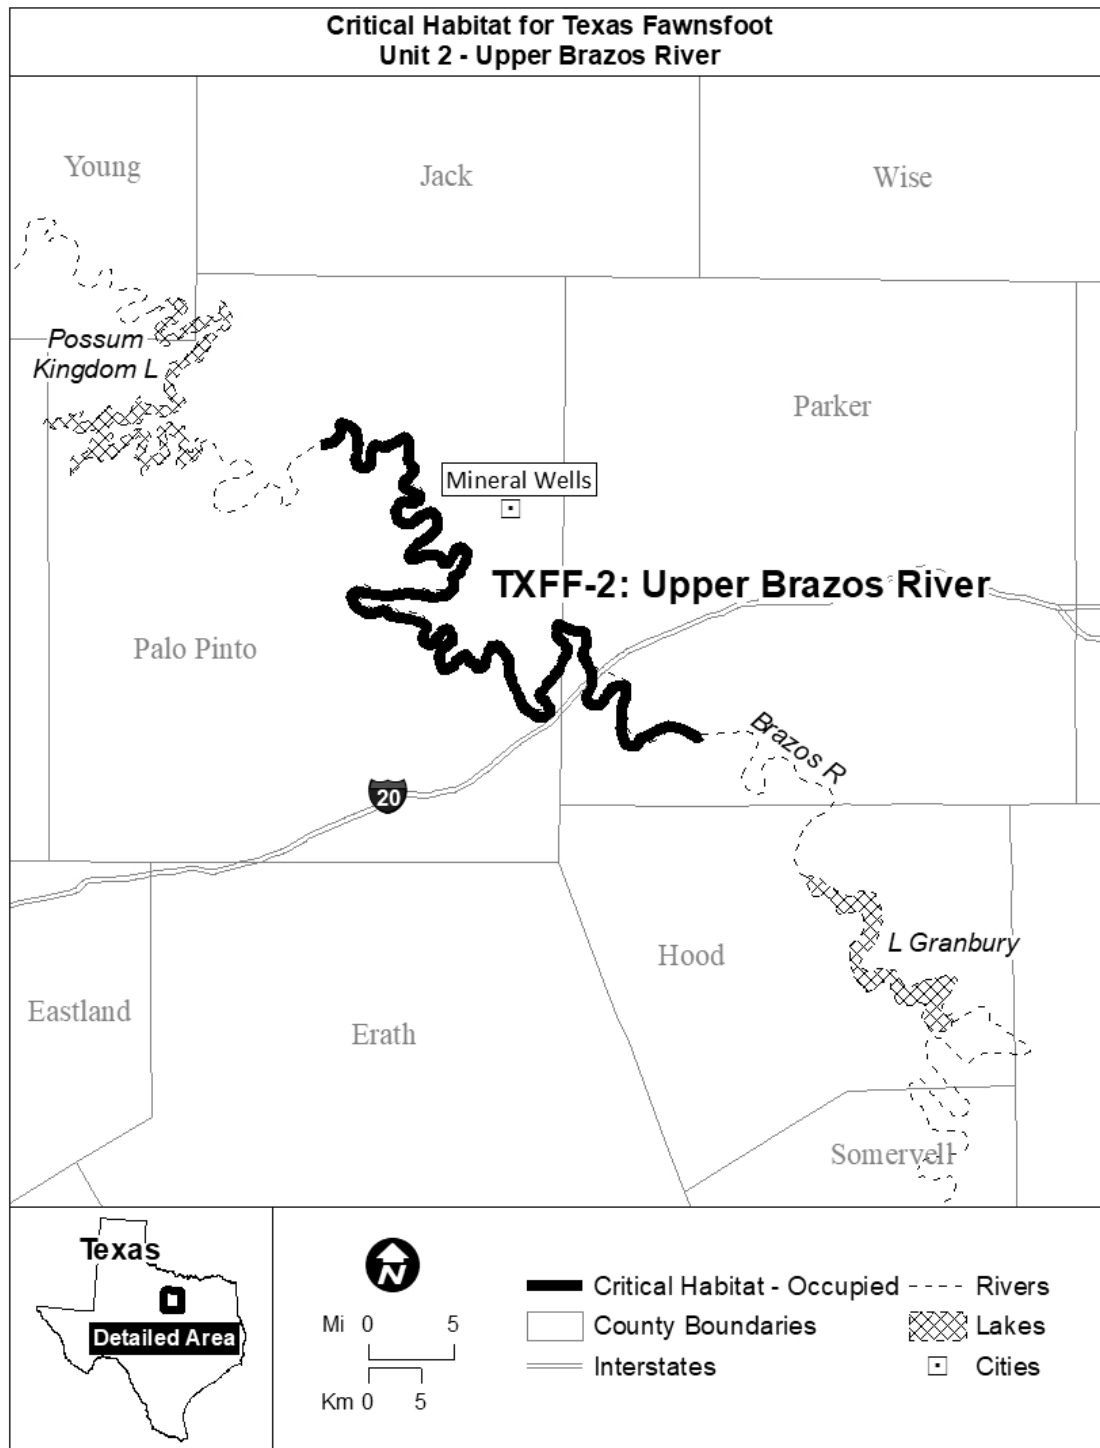 Critical Habitat for Texas Fawnsfoot
Unit 2 - Upper Brazos River
Young
Jack
Wise
Possum
Kingdom L
Parker
Mineral Wells
TXFF-2: Upper Brazos River
Palo Pinto
Brazos R
20
L Granbury
Hood
Eastland
Erath
Somervell
Texas
Detailed Area
N
Mi 0 5
Km 0 5
Critical Habitat - Occupied
County Boundaries
Interstates
Rivers
Lakes
Cities